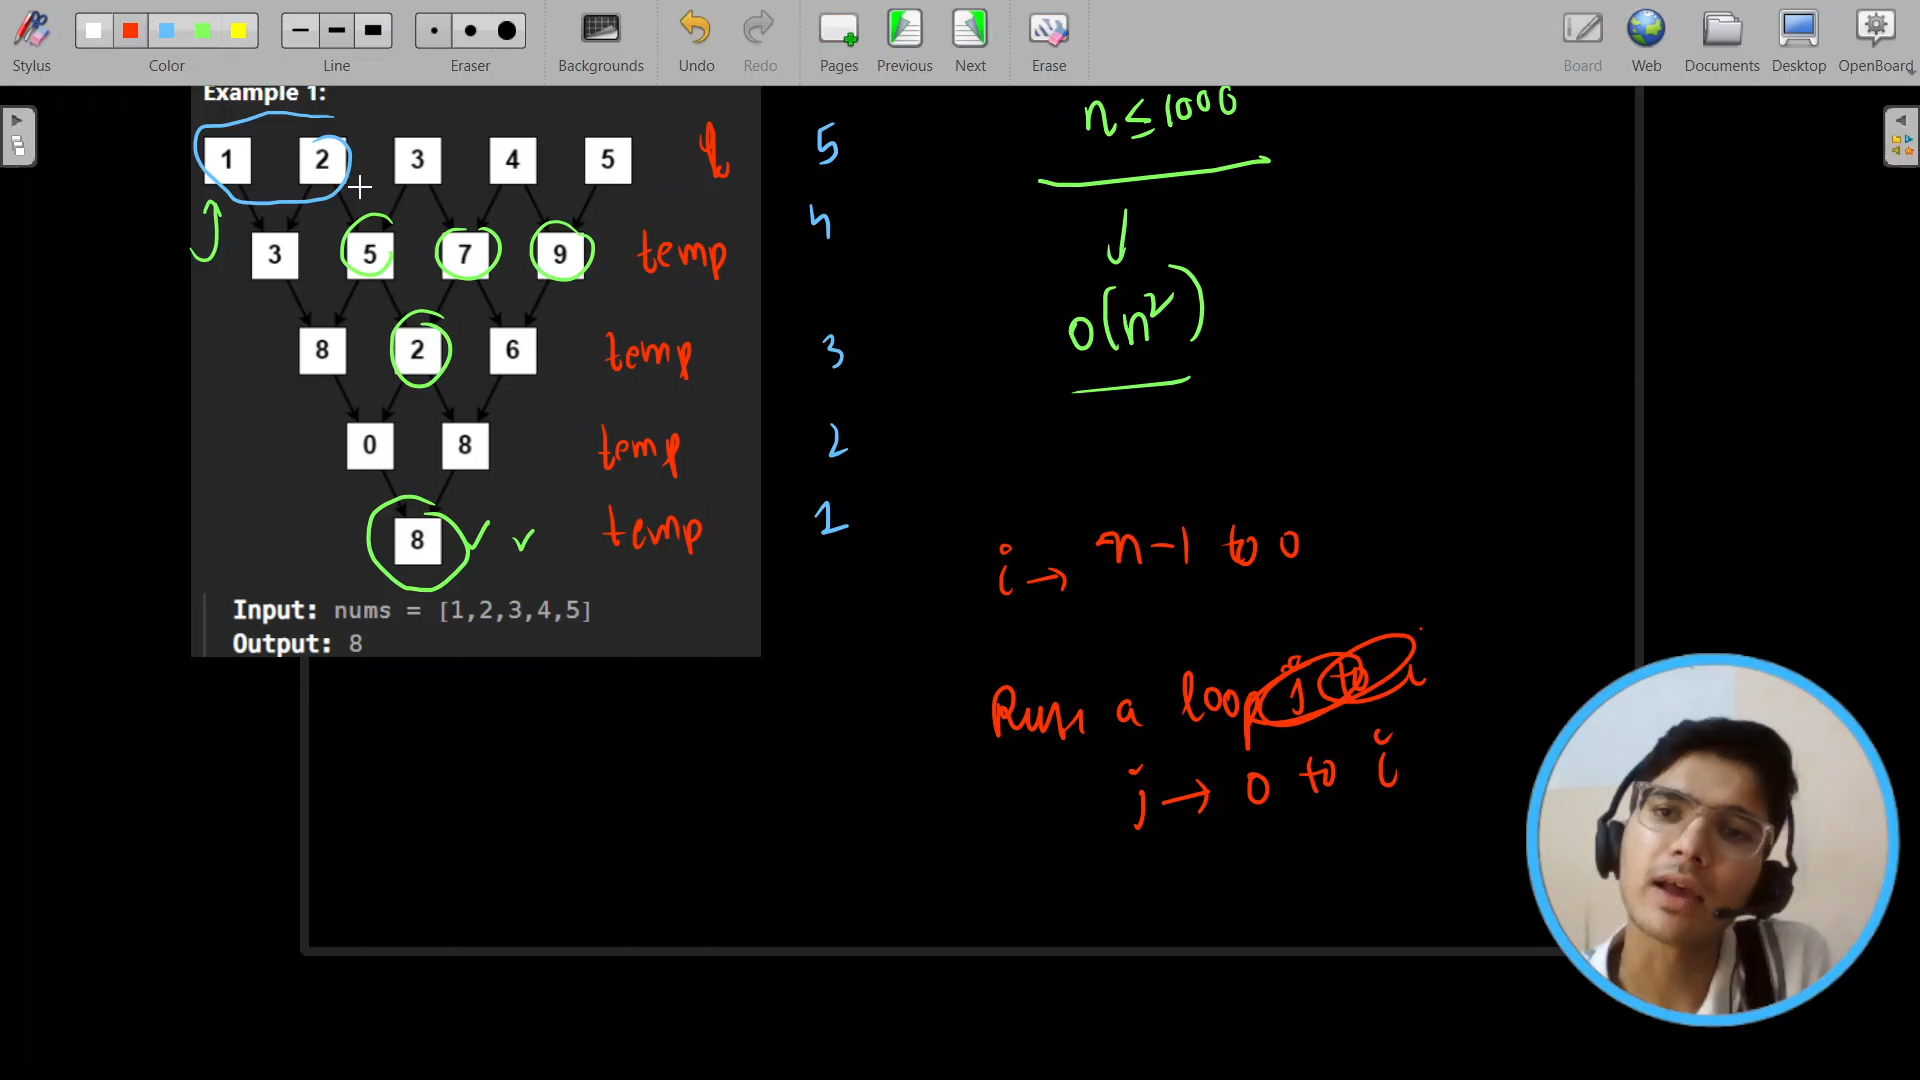 Stylus
Color
Line
Eraser
Backgrounds
Undo
Redo
Pages
Previous
Next
Erase
Board
Web
Documents
Desktop
OpenBoard
Example 1:
1 2 3 4 5
3 5 7 9 temp
8 2 6 temp
0 8 temp
8 temp
Input: nums = [1,2,3,4,5]
Output: 8
5
4
3
2
1
n ≤ 1000
O(n²)
i → n-1 to 0
Run a loop j to i
j → 0 to i